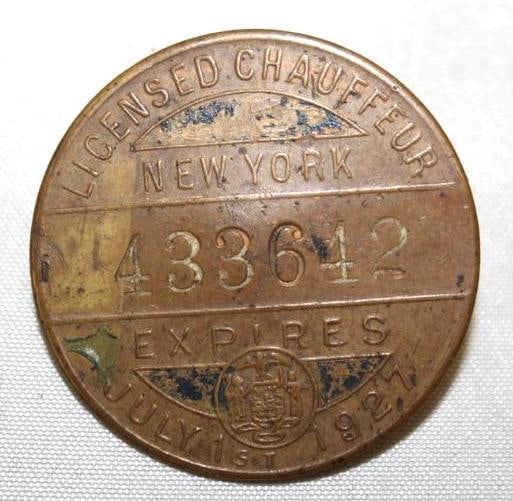 LICENSED CHAUFFEUR
NEW YORK
433642
EXPIRES
JULY 1ST 1927